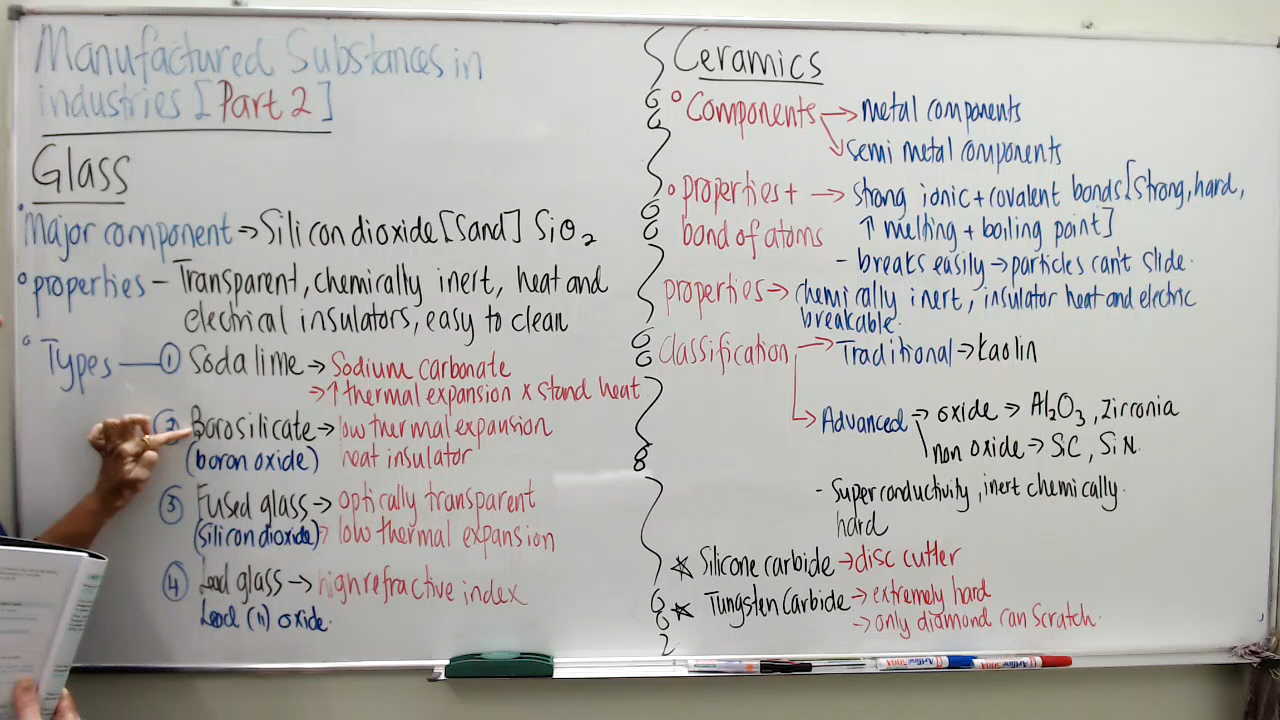 Manufactured Substances in
industries [Part 2]
Glass
Major component → Silicon dioxide [Sand] SiO2
properties – Transparent, chemically inert, heat and
electrical insulators, easy to clean
Types — ① Soda lime → Sodium carbonate
→ ↑ thermal expansion x stand heat
② Borosilicate → low thermal expansion
(boron oxide) heat insulator
③ Fused glass → optically transparent
(silicon dioxide) → low thermal expansion
④ Lead glass → high refractive index
Lead (II) oxide
Ceramics
Components → metal components
semi metal components
properties + → strong ionic + covalent bonds [Strong, hard,
bond of atoms ↑ melting + boiling point]
- breaks easily → particles can't slide.
properties → chemically inert, insulator heat and electric
breakable.
Classification → Traditional → kaolin
Advanced → oxide → Al2O3, Zirconia
non oxide → SiC, SiN
- Superconductivity, inert chemically.
hard
★ Silicone carbide → disc cutter
★ Tungsten Carbide → extremely hard
→ only diamond can scratch.
Artline 500A
Artline 500A